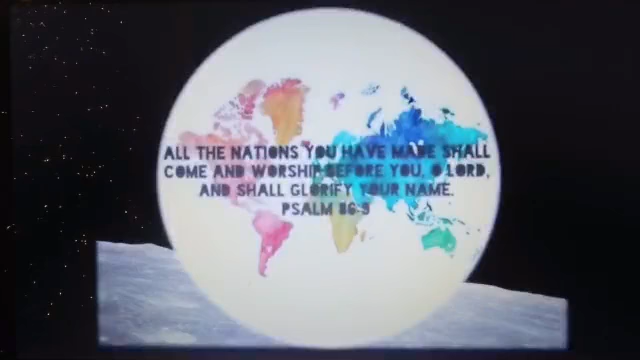 ALL THE NATIONS YOU HAVE MADE SHALL
COME AND WORSHIP BEFORE YOU, O LORD,
AND SHALL GLORIFY YOUR NAME.
PSALM 86:9